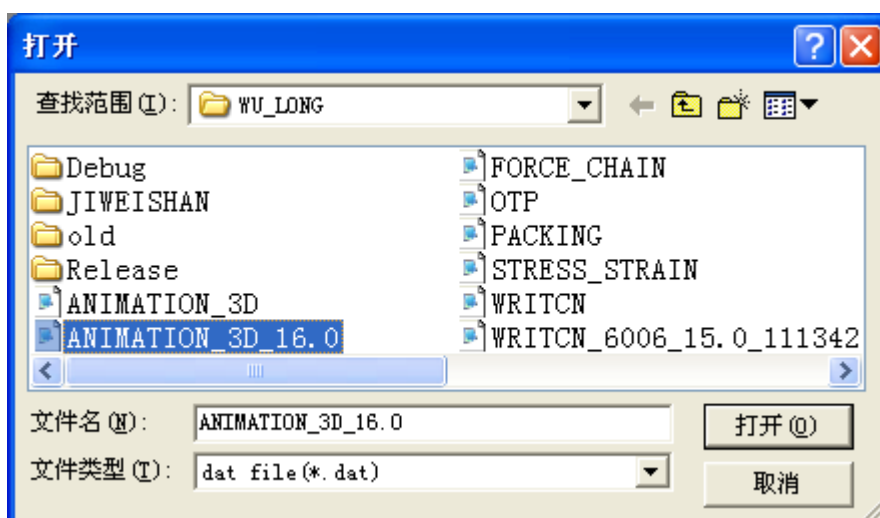 打开
查找范围(I): WU_LONG
Debug
JIWEISHAN
old
Release
ANIMATION_3D
ANIMATION_3D_16.0
FORCE_CHAIN
OTP
PACKING
STRESS_STRAIN
WRITCN
WRITCN_6006_15.0_111342
文件名(N): ANIMATION_3D_16.0
打开(O)
文件类型(T): dat file(*.dat)
取消